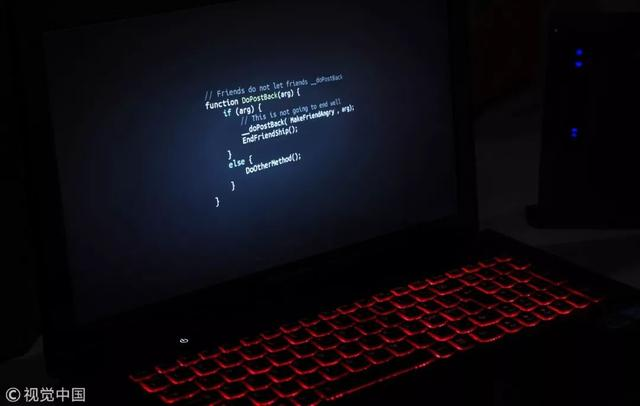 // Friends do not let friends __doPostBack
function DoPostBack(arg) {
if (arg) {
// This is not going to end well
__doPostBack( MakeFriendAngry , arg);
EndFriendShip();
}
else {
DoOtherMethod();
}
}
© 视觉中国